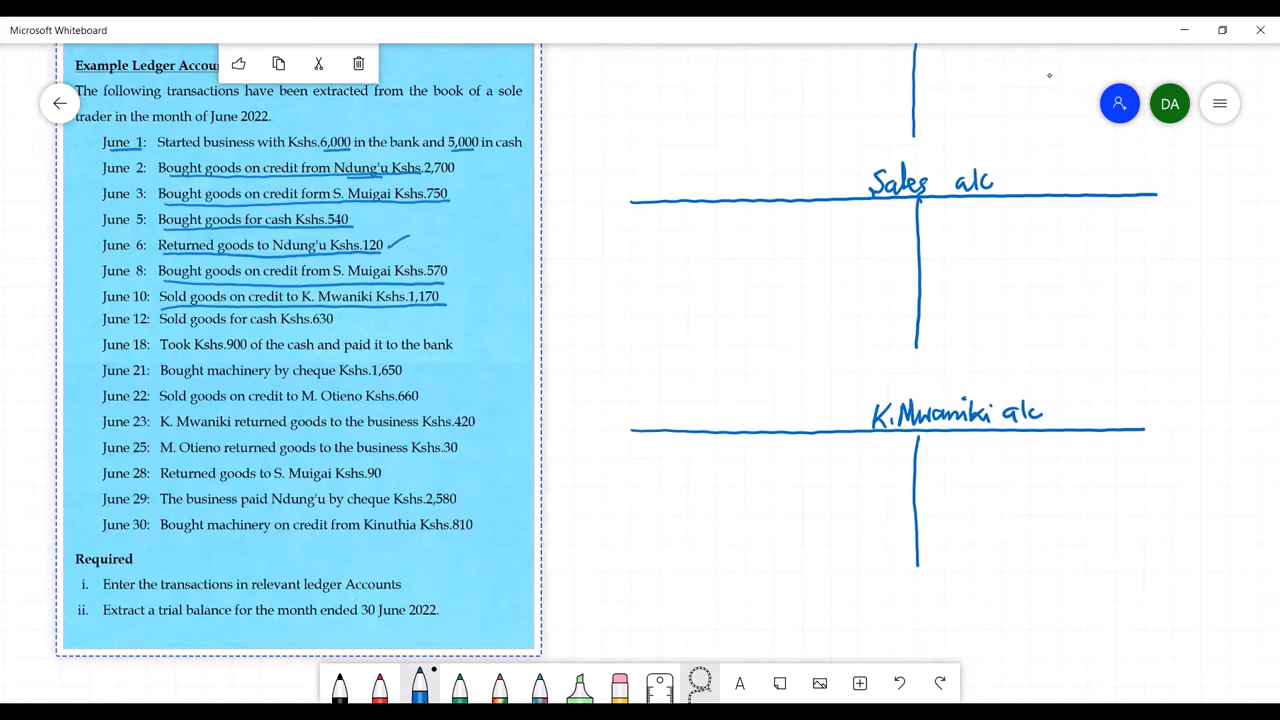 Microsoft Whiteboard
Example Ledger Accou
The following transactions have been extracted from the book of a sole
trader in the month of June 2022.
June 1: Started business with Kshs.6,000 in the bank and 5,000 in cash
June 2: Bought goods on credit from Ndung'u Kshs.2,700
June 3: Bought goods on credit form S. Muigai Kshs.750
June 5: Bought goods for cash Kshs.540
June 6: Returned goods to Ndung'u Kshs.120
June 8: Bought goods on credit from S. Muigai Kshs.570
June 10: Sold goods on credit to K. Mwaniki Kshs.1,170
June 12: Sold goods for cash Kshs.630
June 18: Took Kshs.900 of the cash and paid it to the bank
June 21: Bought machinery by cheque Kshs.1,650
June 22: Sold goods on credit to M. Otieno Kshs.660
June 23: K. Mwaniki returned goods to the business Kshs.420
June 25: M. Otieno returned goods to the business Kshs.30
June 28: Returned goods to S. Muigai Kshs.90
June 29: The business paid Ndung'u by cheque Kshs.2,580
June 30: Bought machinery on credit from Kinuthia Kshs.810
Required
i. Enter the transactions in relevant ledger Accounts
ii. Extract a trial balance for the month ended 30 June 2022.
DA
Sales a/c
K. Mwaniki a/c
A